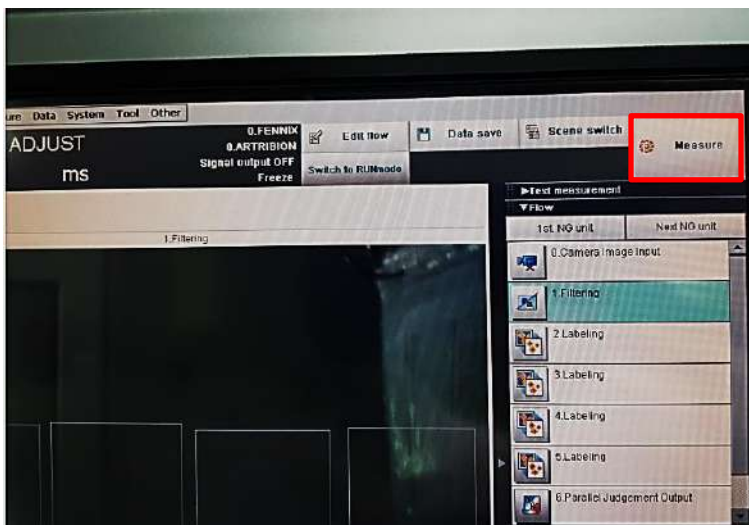 ure Data System Tool Other
ADJUST
ms
0.FENNIX
0.ARTRIBION
Signal output OFF
Freeze
Edit flow
Data save
Scene switch
Measure
Switch to RUNmode
▶Test measurement
▼Flow
1st. NG unit
Next NG unit
1.Filtering
0.Camera Image Input
1.Filtering
2.Labeling
3.Labeling
4.Labeling
5.Labeling
6.Parallel Judgement Output